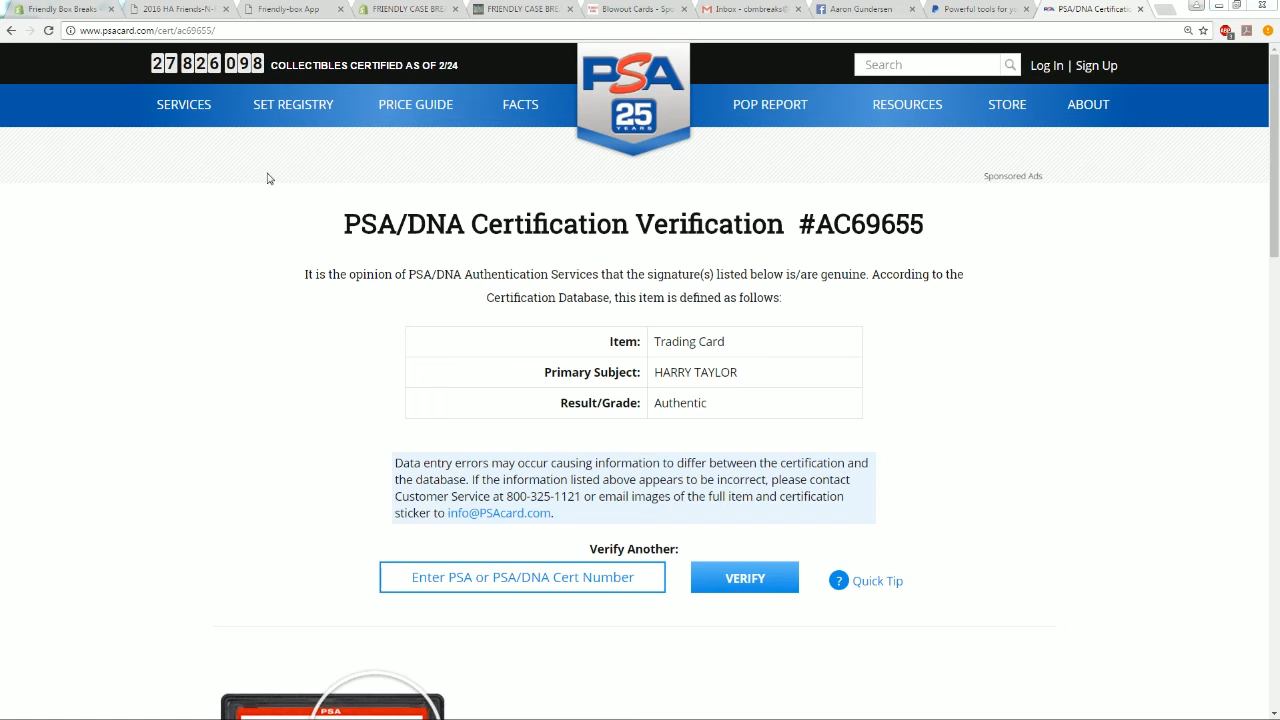 Friendly Box Breaks
2016 HA Friends-N-
Friendly-box App
FRIENDLY CASE BRE
FRIENDLY CASE BRE
Blowout Cards - Spo
Inbox - cbmbreaks@
Aaron Gundersen
Powerful tools for yo
PSA/DNA Certificatio
www.psacard.com/cert/ac69655/
27826098 COLLECTIBLES CERTIFIED AS OF 2/24
Search
Log In | Sign Up
SERVICES SET REGISTRY PRICE GUIDE FACTS
PSA
25
YEARS
POP REPORT RESOURCES STORE ABOUT
Sponsored Ads
PSA/DNA Certification Verification #AC69655
It is the opinion of PSA/DNA Authentication Services that the signature(s) listed below is/are genuine. According to the
Certification Database, this item is defined as follows:
Item: Trading Card
Primary Subject: HARRY TAYLOR
Result/Grade: Authentic
Data entry errors may occur causing information to differ between the certification and
the database. If the information listed above appears to be incorrect, please contact
Customer Service at 800-325-1121 or email images of the full item and certification
sticker to info@PSAcard.com.
Verify Another:
Enter PSA or PSA/DNA Cert Number
VERIFY
? Quick Tip
PSA